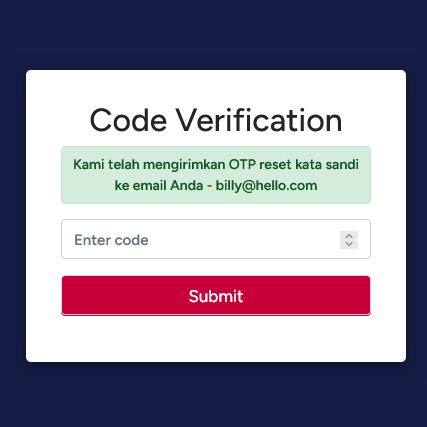 Code Verification
Kami telah mengirimkan OTP reset kata sandi
ke email Anda - billy@hello.com
Enter code
Submit